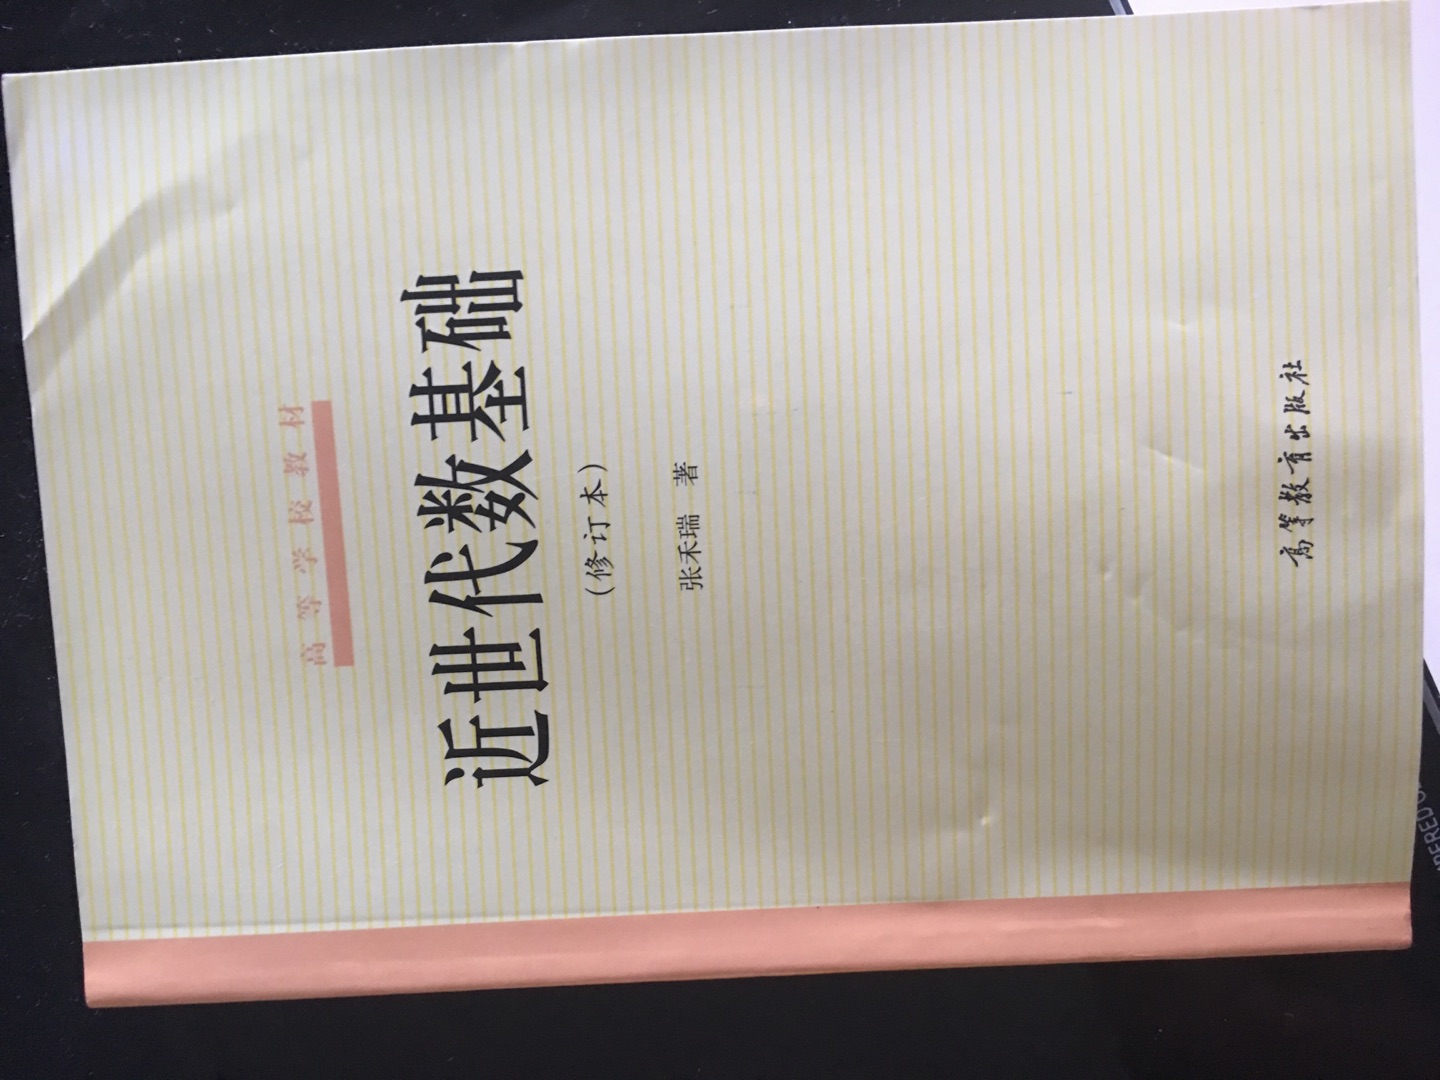 高等学校教材
近世代数基础
(修订本)
张禾瑞 著
高等教育出版社